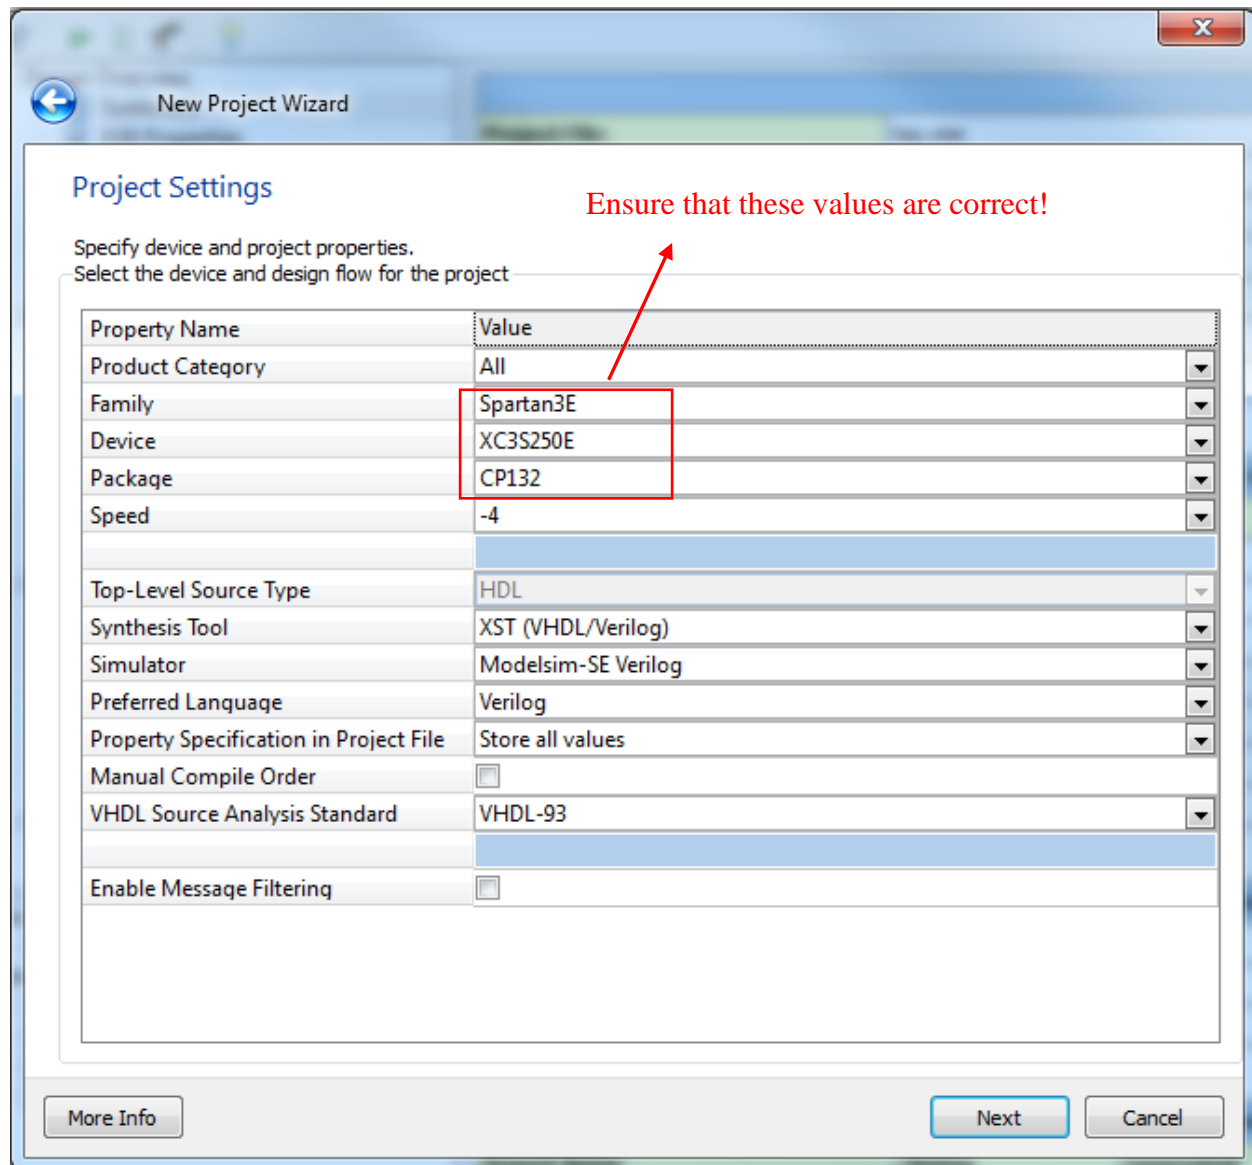 New Project Wizard
Project Settings
Ensure that these values are correct!
Specify device and project properties.
Select the device and design flow for the project
Property Name Value
Product Category All
Family Spartan3E
Device XC3S250E
Package CP132
Speed -4
Top-Level Source Type HDL
Synthesis Tool XST (VHDL/Verilog)
Simulator Modelsim-SE Verilog
Preferred Language Verilog
Property Specification in Project File Store all values
Manual Compile Order
VHDL Source Analysis Standard VHDL-93
Enable Message Filtering
More Info Next Cancel